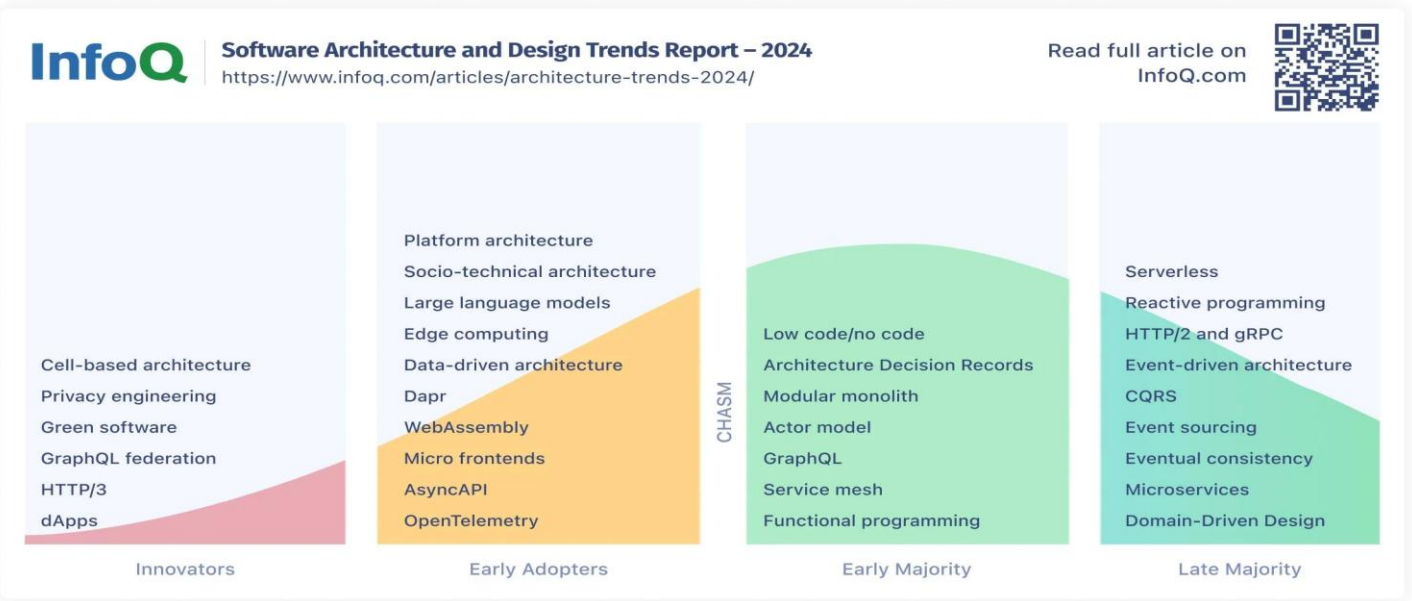 InfoQ
Software Architecture and Design Trends Report – 2024
https://www.infoq.com/articles/architecture-trends-2024/
Read full article on
InfoQ.com
Cell-based architecture
Privacy engineering
Green software
GraphQL federation
HTTP/3
dApps
Innovators
Platform architecture
Socio-technical architecture
Large language models
Edge computing
Data-driven architecture
Dapr
WebAssembly
Micro frontends
AsyncAPI
OpenTelemetry
Early Adopters
CHASM
Low code/no code
Architecture Decision Records
Modular monolith
Actor model
GraphQL
Service mesh
Functional programming
Early Majority
Serverless
Reactive programming
HTTP/2 and gRPC
Event-driven architecture
CQRS
Event sourcing
Eventual consistency
Microservices
Domain-Driven Design
Late Majority